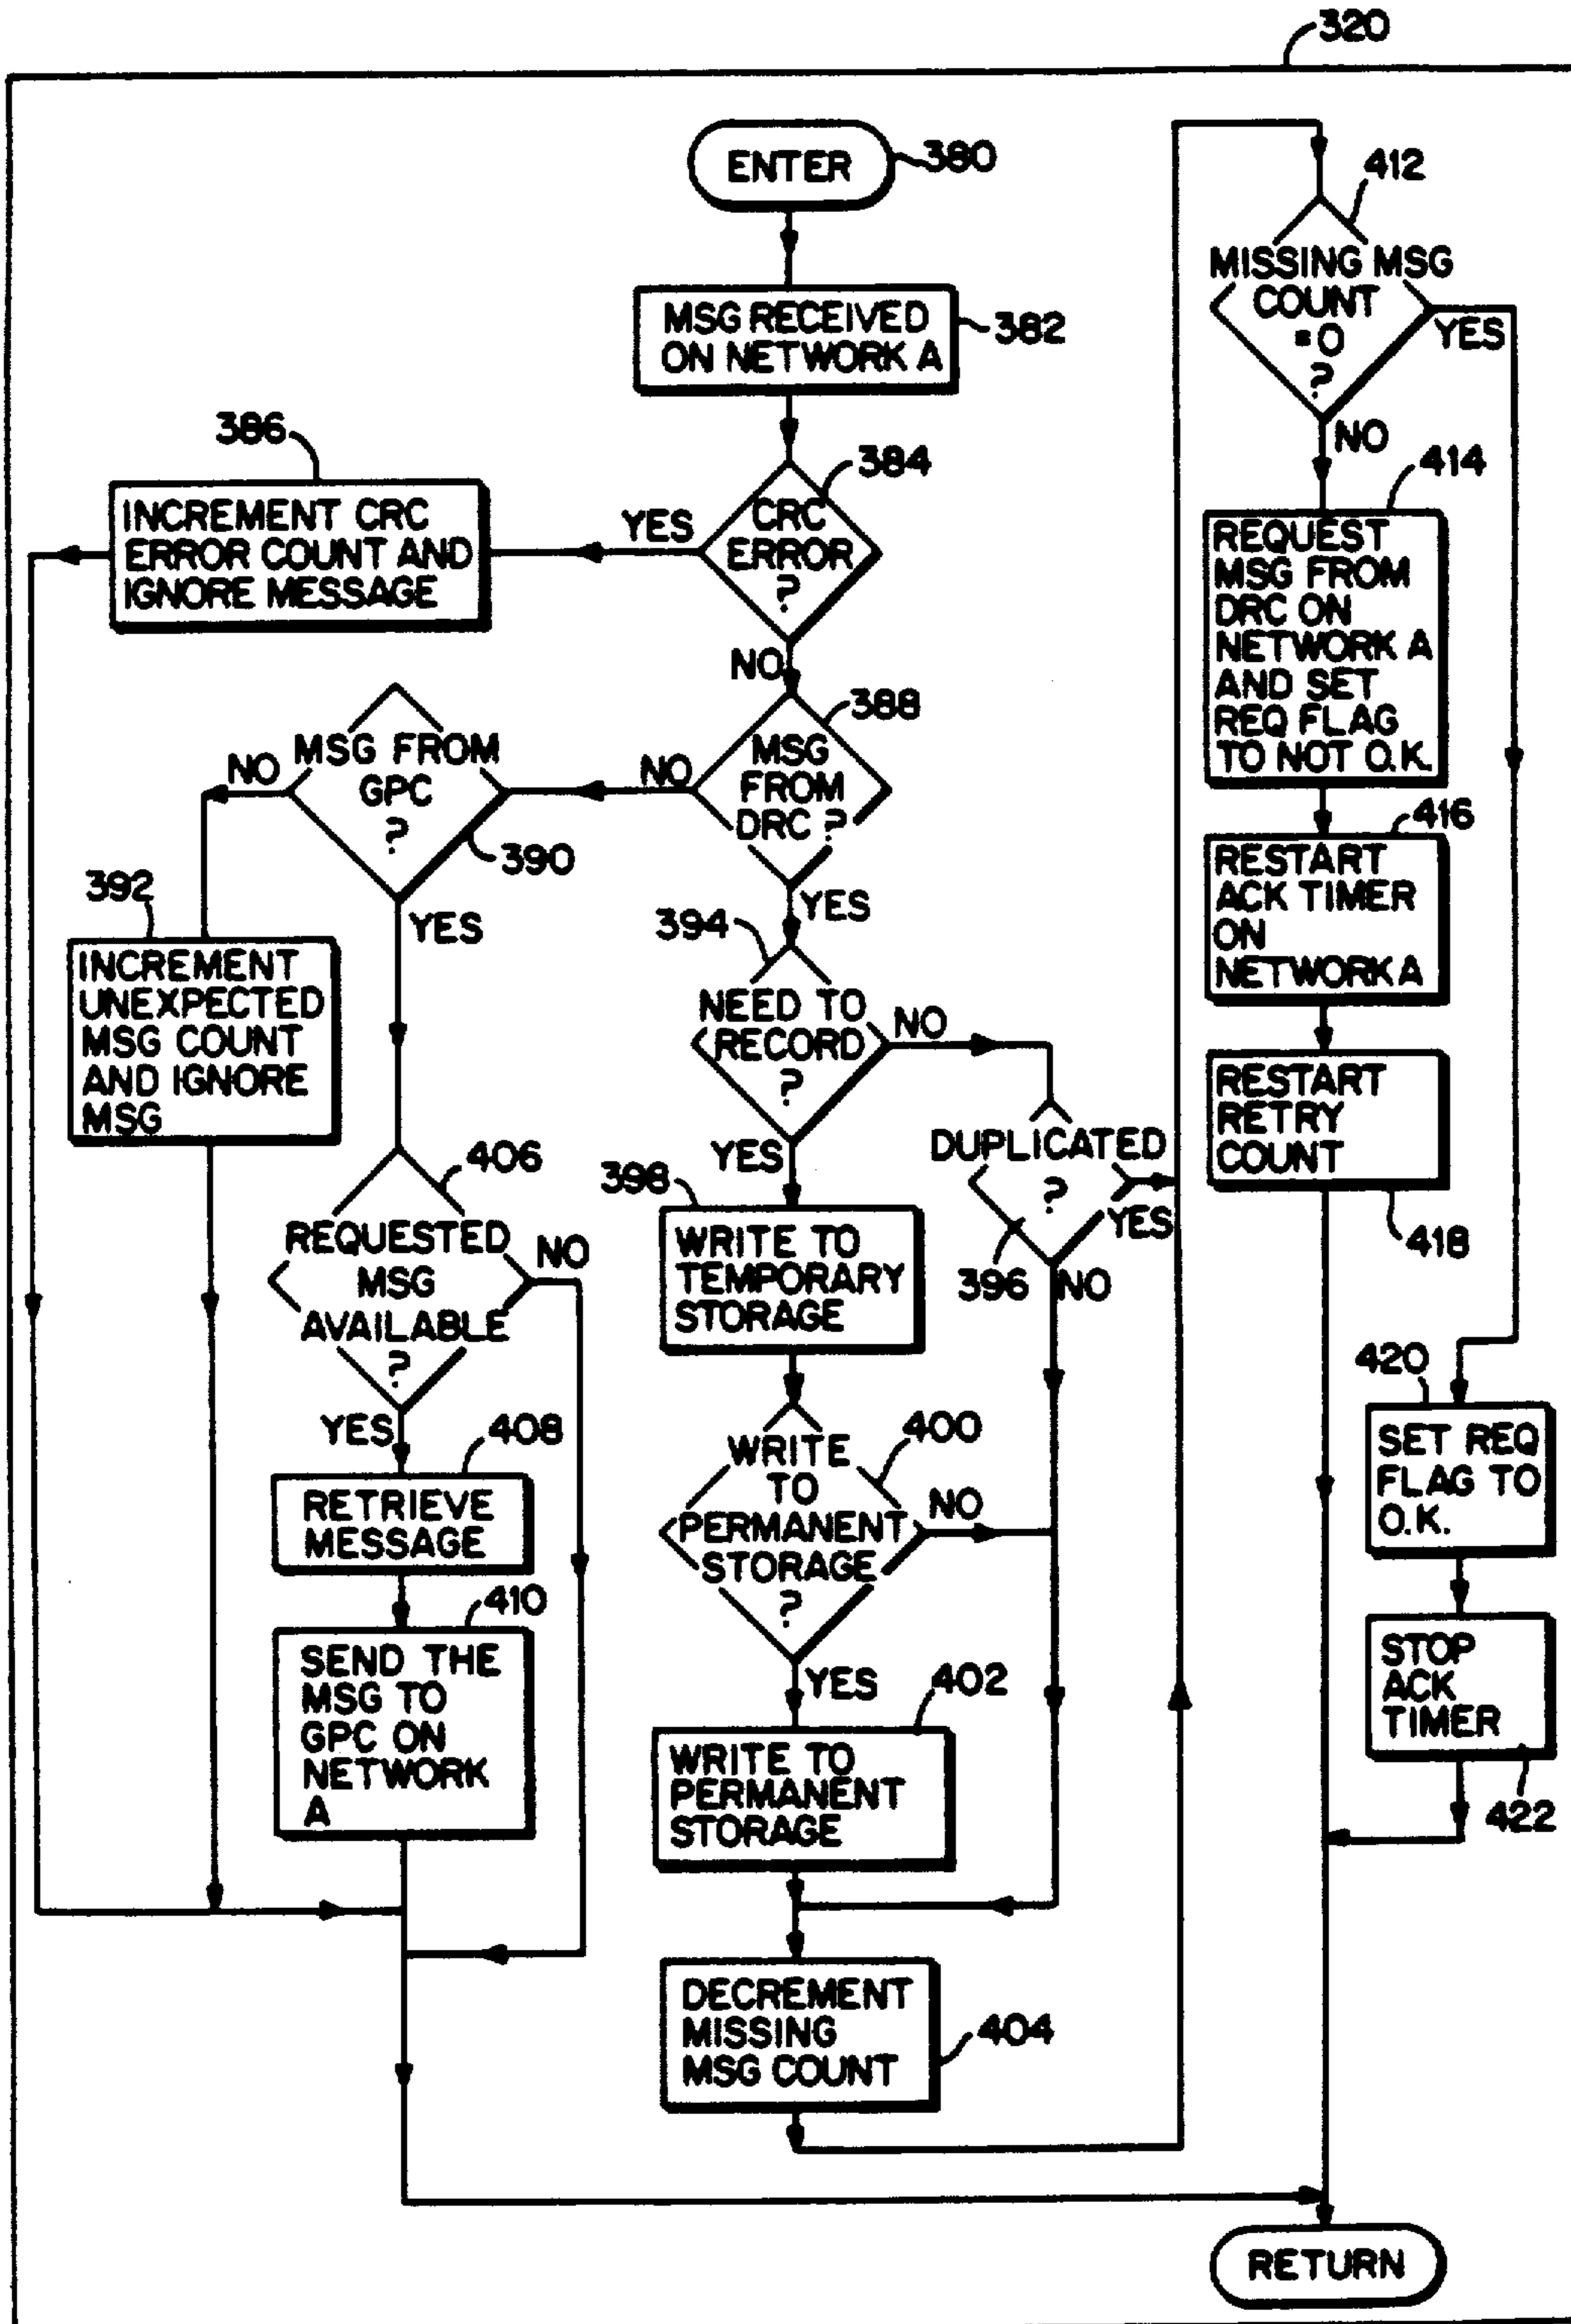 320
ENTER
380
MSG RECEIVED
ON NETWORK A
382
CRC
ERROR
?
384
YES
NO
386
INCREMENT CRC
ERROR COUNT AND
IGNORE MESSAGE
MSG
FROM
DRC ?
388
NO
YES
MSG FROM
GPC
?
390
NO
YES
392
INCREMENT
UNEXPECTED
MSG COUNT
AND IGNORE
MSG
394
NEED TO
RECORD
?
NO
YES
DUPLICATED
?
396
YES
NO
398
WRITE TO
TEMPORARY
STORAGE
WRITE
TO
PERMANENT
STORAGE
?
400
NO
YES
402
WRITE TO
PERMANENT
STORAGE
DECREMENT
MISSING
MSG COUNT
404
406
REQUESTED
MSG
AVAILABLE
?
NO
YES
408
RETRIEVE
MESSAGE
410
SEND THE
MSG TO
GPC ON
NETWORK
A
412
MISSING MSG
COUNT
=0
?
YES
NO
414
REQUEST
MSG FROM
DRC ON
NETWORK A
AND SET
REQ FLAG
TO NOT O.K.
416
RESTART
ACK TIMER
ON
NETWORK A
RESTART
RETRY
COUNT
418
420
SET REQ
FLAG TO
O.K.
STOP
ACK
TIMER
422
RETURN